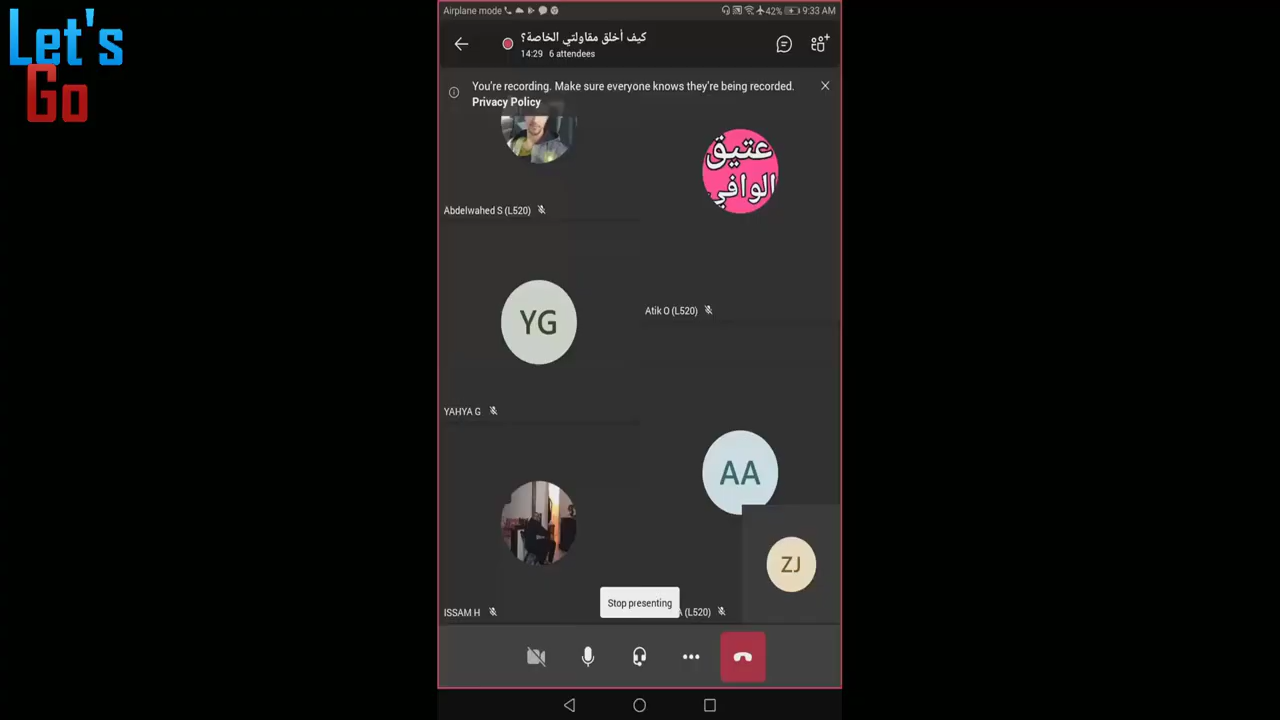 Let's
Go
Airplane mode
42%
9:33 AM
كيف أخلق مقاولتي الخاصة؟
14:29 6 attendees
You're recording. Make sure everyone knows they're being recorded.
Privacy Policy
عتيق
الوافي
Abdelwahed S (L520)
Atik O (L520)
YG
YAHYA G
AA
ZJ
ISSAM H
Stop presenting
A (L520)